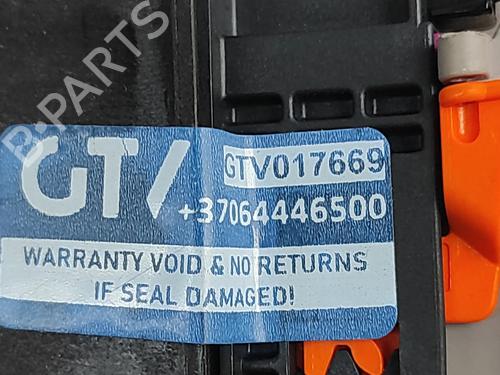 B-PARTS
GTV
GTV017669
+37064446500
WARRANTY VOID & NO RETURNS
IF SEAL DAMAGED!